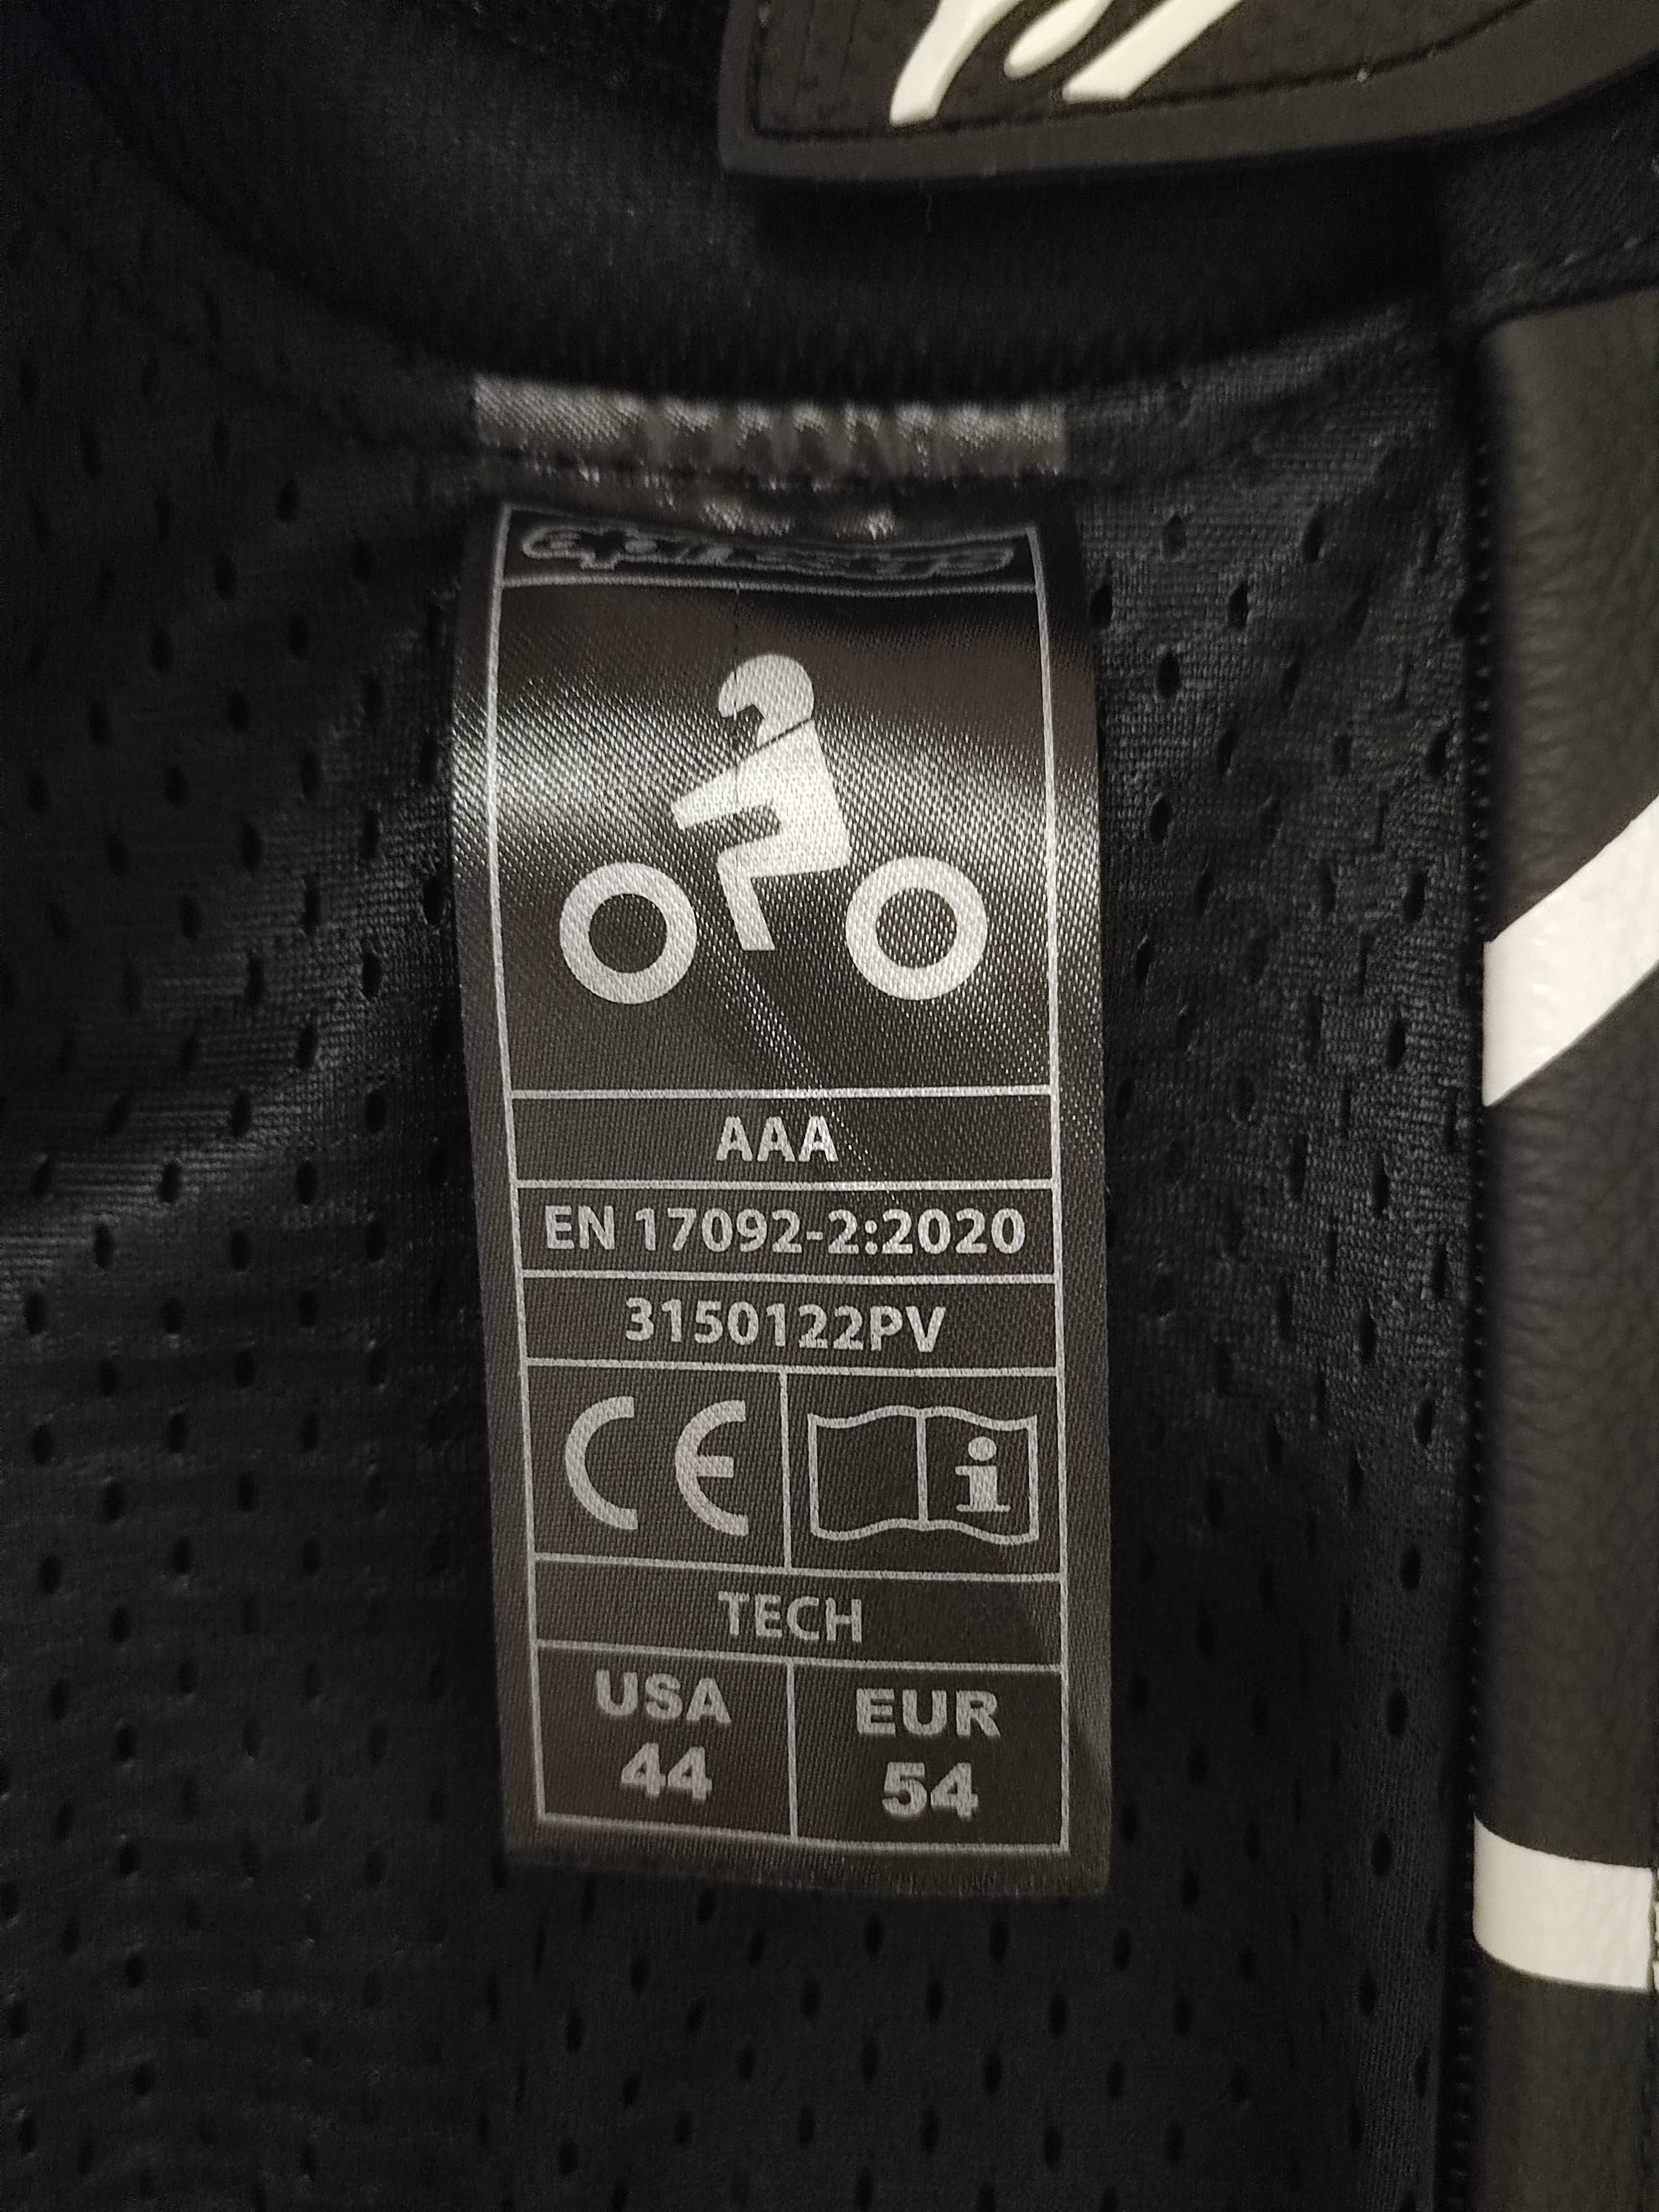 AAA
EN 17092-2:2020
3150122PV
CE
i
TECH
USA
44
EUR
54